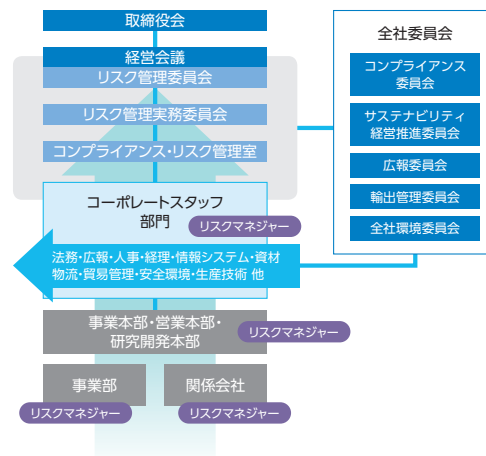 取締役会
経営会議
リスク管理委員会
リスク管理実務委員会
コンプライアンス・リスク管理室
コーポレートスタッフ
部門
リスクマネジャー
法務・広報・人事・経理・情報システム・資材
物流・貿易管理・安全環境・生産技術 他
事業本部・営業本部・
研究開発本部
リスクマネジャー
事業部
リスクマネジャー
関係会社
リスクマネジャー
全社委員会
コンプライアンス
委員会
サステナビリティ
経営推進委員会
広報委員会
輸出管理委員会
全社環境委員会